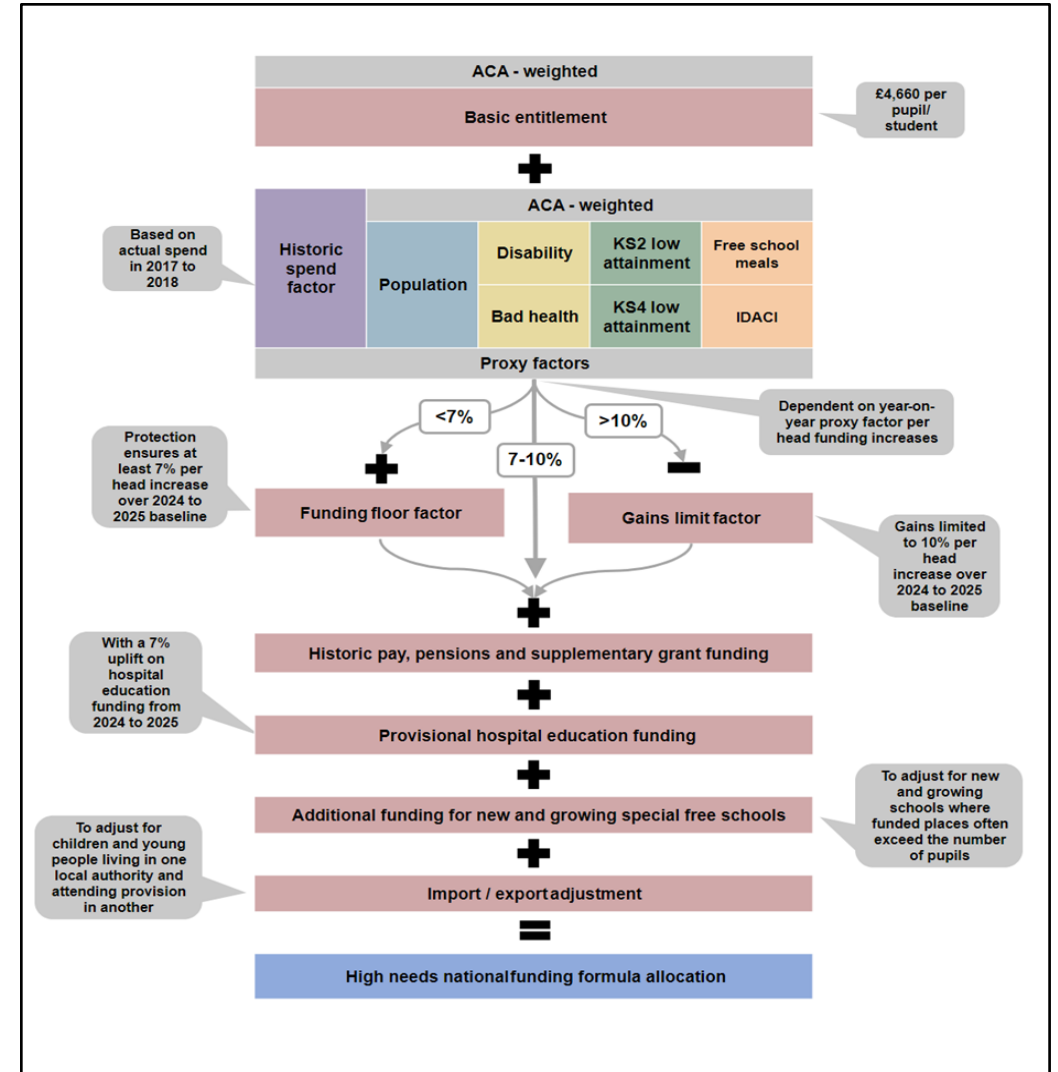 ACA - weighted
Basic entitlement
£4,660 per
pupil/
student
Based on
actual spend
in 2017 to
2018
Historic
spend
factor
ACA - weighted
Population
Disability
KS2 low
attainment
Free school
meals
Bad health
KS4 low
attainment
IDACI
Proxy factors
<7%
7-10%
>10%
Dependent on year-on-
year proxy factor per
head funding increases
Protection
ensures at
least 7% per
head increase
over 2024 to
2025 baseline
Funding floor factor
Gains limit factor
Gains limited
to 10% per
head
increase over
2024 to 2025
baseline
Historic pay, pensions and supplementary grant funding
With a 7%
uplift on
hospital
education
funding from
2024 to 2025
Provisional hospital education funding
Additional funding for new and growing special free schools
To adjust for new
and growing
schools where
funded places often
exceed the number
of pupils
To adjust for
children and young
people living in one
local authority and
attending provision
in another
Import / export adjustment
High needs nationalfunding formula allocation